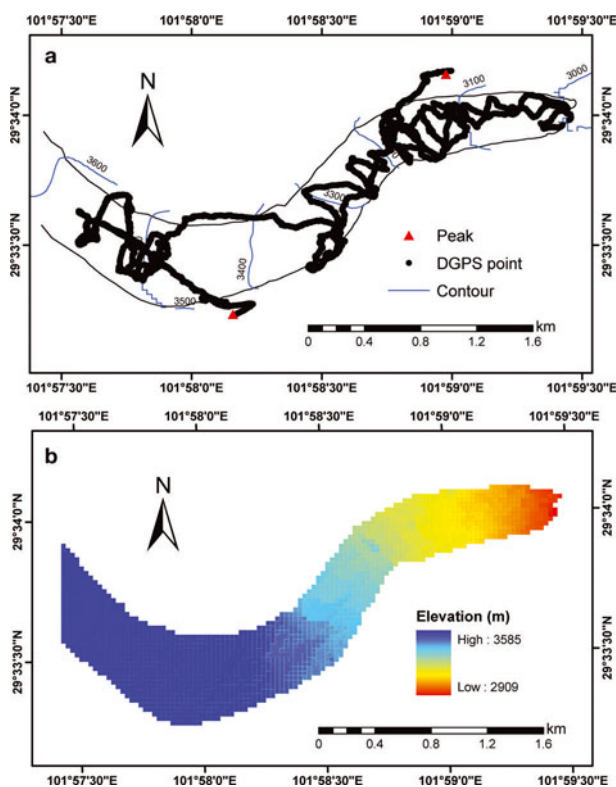 101°57'30"E 101°58'0"E 101°58'30"E 101°59'0"E 101°59'30"E
a
N
3100
3000
3600
3300
3400
3500
29°34'0"N 29°34'0"N
29°33'30"N 29°33'30"N
Peak
DGPS point
Contour
km
0 0.4 0.8 1.2 1.6
101°57'30"E 101°58'0"E 101°58'30"E 101°59'0"E 101°59'30"E
101°57'30"E 101°58'0"E 101°58'30"E 101°59'0"E 101°59'30"E
b
N
29°34'0"N 29°34'0"N
29°33'30"N 29°33'30"N
Elevation (m)
High : 3585
Low : 2909
km
0 0.4 0.8 1.2 1.6
101°57'30"E 101°58'0"E 101°58'30"E 101°59'0"E 101°59'30"E